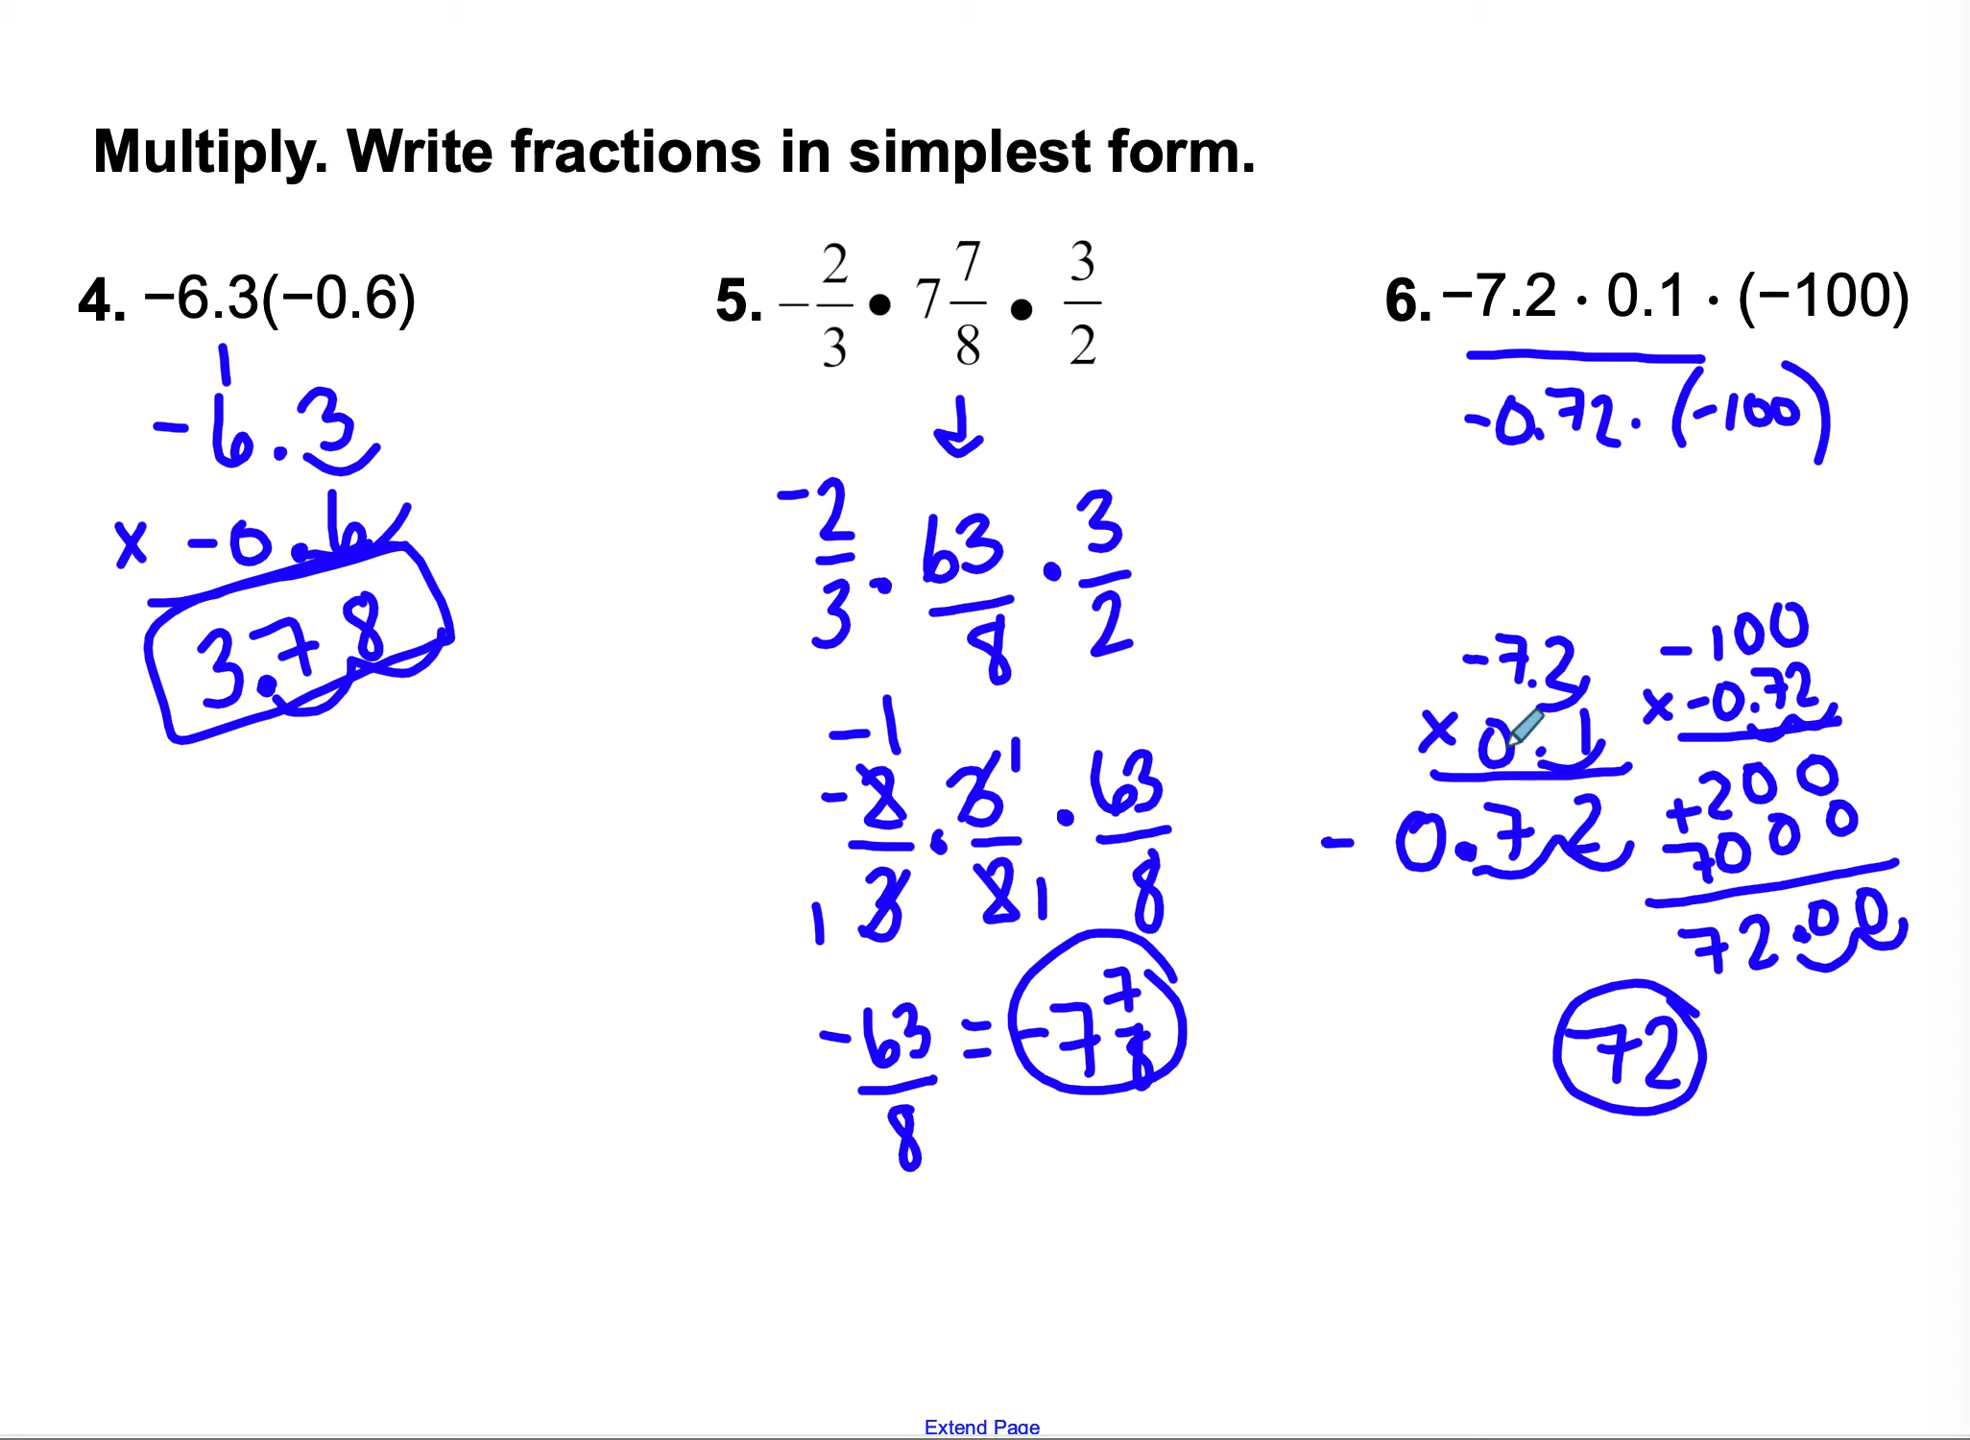 Multiply. Write fractions in simplest form.
4. −6.3(−0.6)
1
-6.3
x -0.6
3.78
5. −2/3 • 7 7/8 • 3/2
↓
-2/3 · 63/8 · 3/2
-1 1
-2/3 · 3/2 · 63/8
1 1
-63/8 = -7 7/8
6. −7.2 · 0.1 · (−100)
-0.72 · (-100)
-7.2
x 0.1
- 0.72
-100
x -0.72
+200
7000
72.00
72
Extend Page